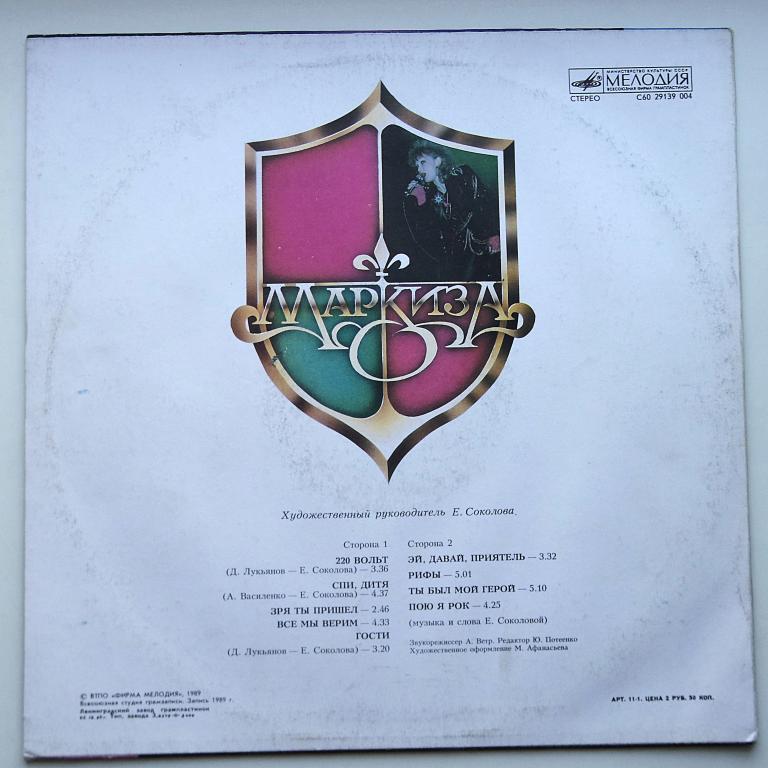 МИНИСТЕРСТВО КУЛЬТУРЫ СССР
МЕЛОДИЯ
ВСЕСОЮЗНАЯ ФИРМА ГРАМПЛАСТИНОК
СТЕРЕО С60 29139 004
МАРКИЗА
Художественный руководитель Е. Соколова.
Сторона 1
220 ВОЛЬТ
(Д. Лукьянов — Е. Соколова) — 3.36
СПИ, ДИТЯ
(А. Василенко — Е. Соколова) — 4.37
ЗРЯ ТЫ ПРИШЕЛ — 2.46
ВСЕ МЫ ВЕРИМ — 4.33
ГОСТИ
(Д. Лукьянов — Е. Соколова) — 3.20
Сторона 2
ЭЙ, ДАВАЙ, ПРИЯТЕЛЬ — 3.32
РИФЫ — 5.01
ТЫ БЫЛ МОЙ ГЕРОЙ — 5.10
ПОЮ Я РОК — 4.25
(музыка и слова Е. Соколовой)
Звукорежиссер А. Ветр. Редактор Ю. Потеенко
Художественное оформление М. Афанасьева
© ВТПО «ФИРМА МЕЛОДИЯ», 1989
Всесоюзная студия грамзаписи. Запись 1989 г.
Ленинградский завод грампластинок
Тип. завода
АРТ. 11-1. ЦЕНА 2 РУБ. 50 КОП.